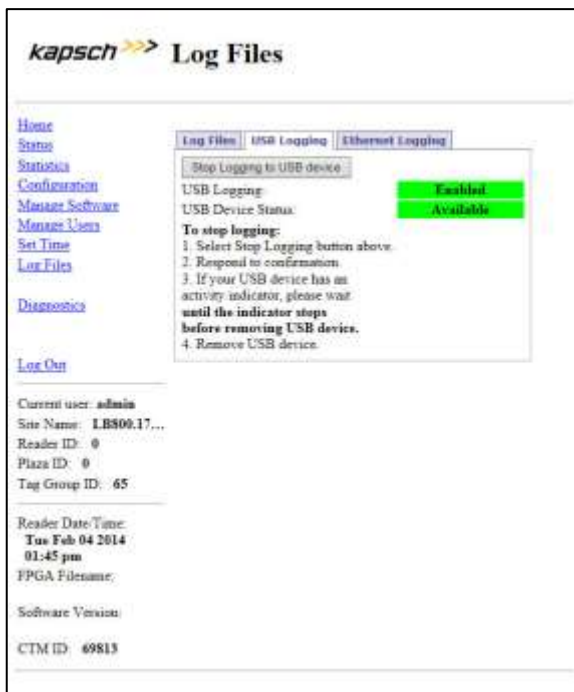 kapsch >>> Log Files
Home
Status
Statistics
Configuration
Manage Software
Manage Users
Set Time
Log Files
Diagnostics
Log Out
Current user: admin
Site Name: LB800.17...
Reader ID: 0
Plaza ID: 0
Tag Group ID: 65
Reader Date/Time:
Tue Feb 04 2014
01:45 pm
FPGA Filename:
Software Version:
CTM ID: 69813
Log Files USB Logging Ethernet Logging
Stop Logging to USB device
USB Logging: Enabled
USB Device Status: Available
To stop logging:
1. Select Stop Logging button above.
2. Respond to confirmation.
3. If your USB device has an
activity indicator, please wait
until the indicator stops
before removing USB device.
4. Remove USB device.